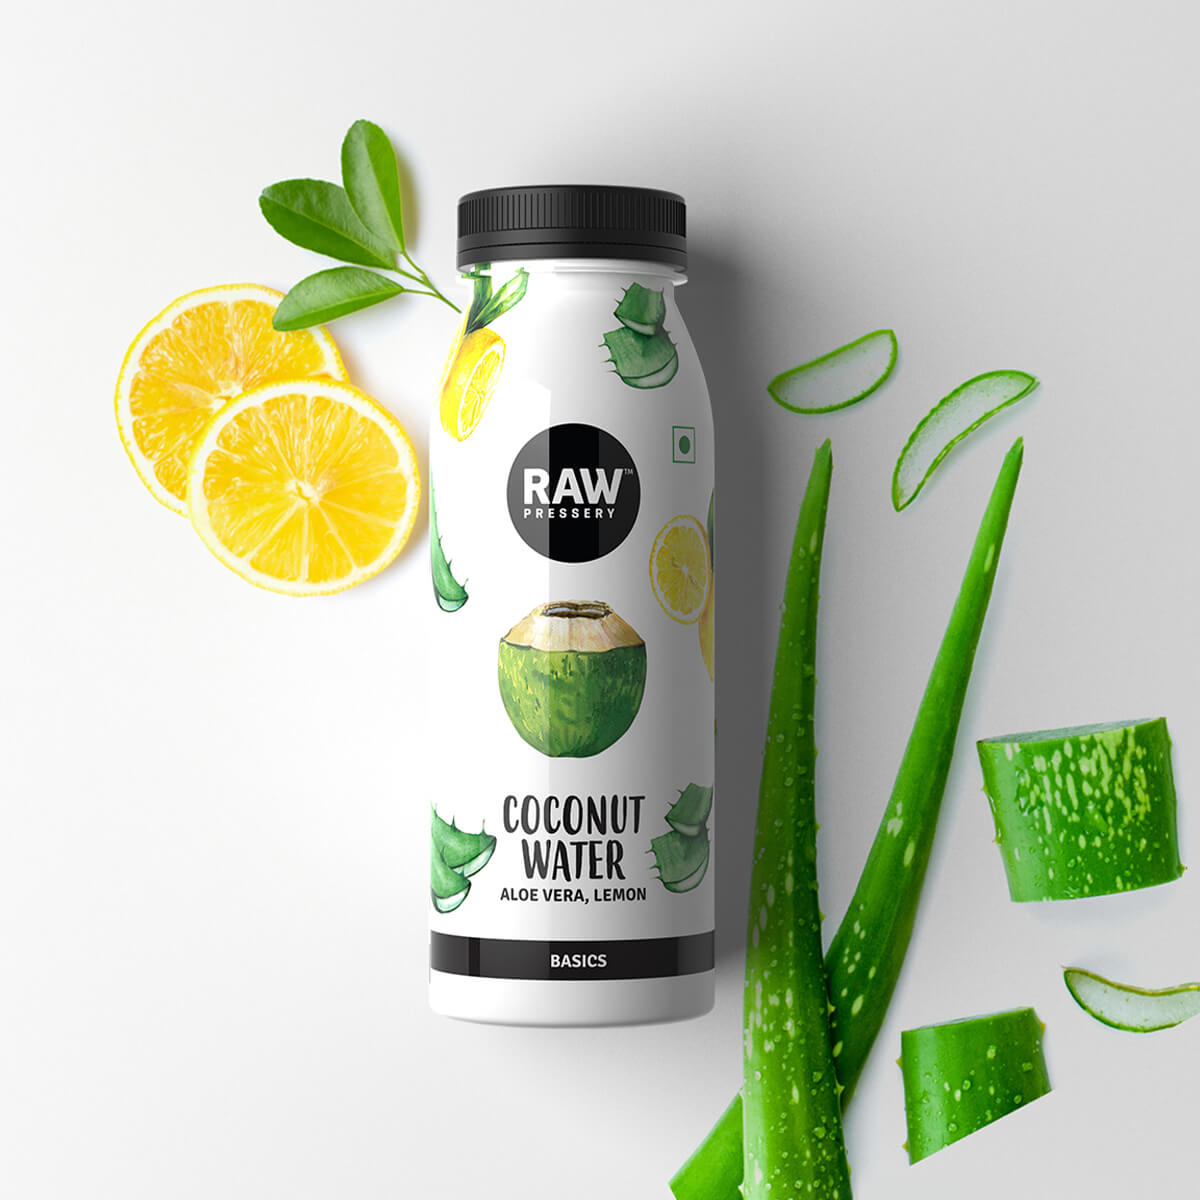 RAW™
PRESSERY
COCONUT
WATER
ALOE VERA, LEMON
BASICS